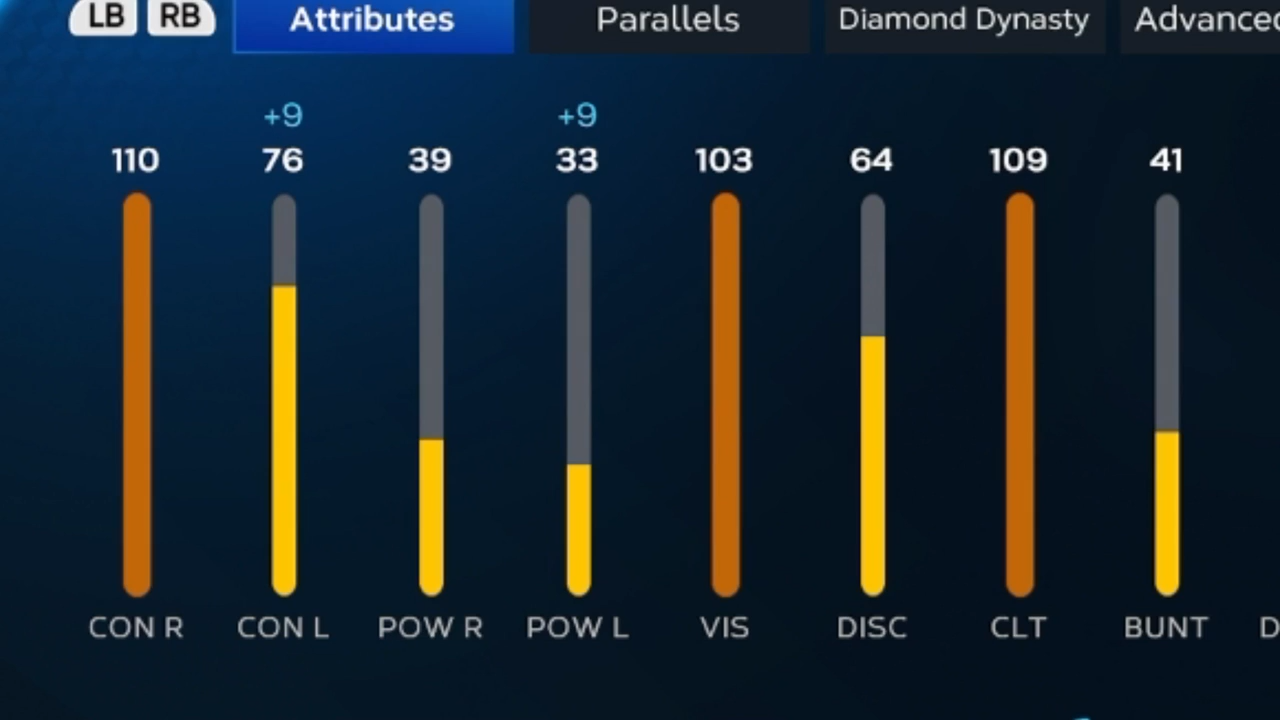 LB RB Attributes Parallels Diamond Dynasty Advanced
+9 +9
110 76 39 33 103 64 109 41
CON R CON L POW R POW L VIS DISC CLT BUNT D